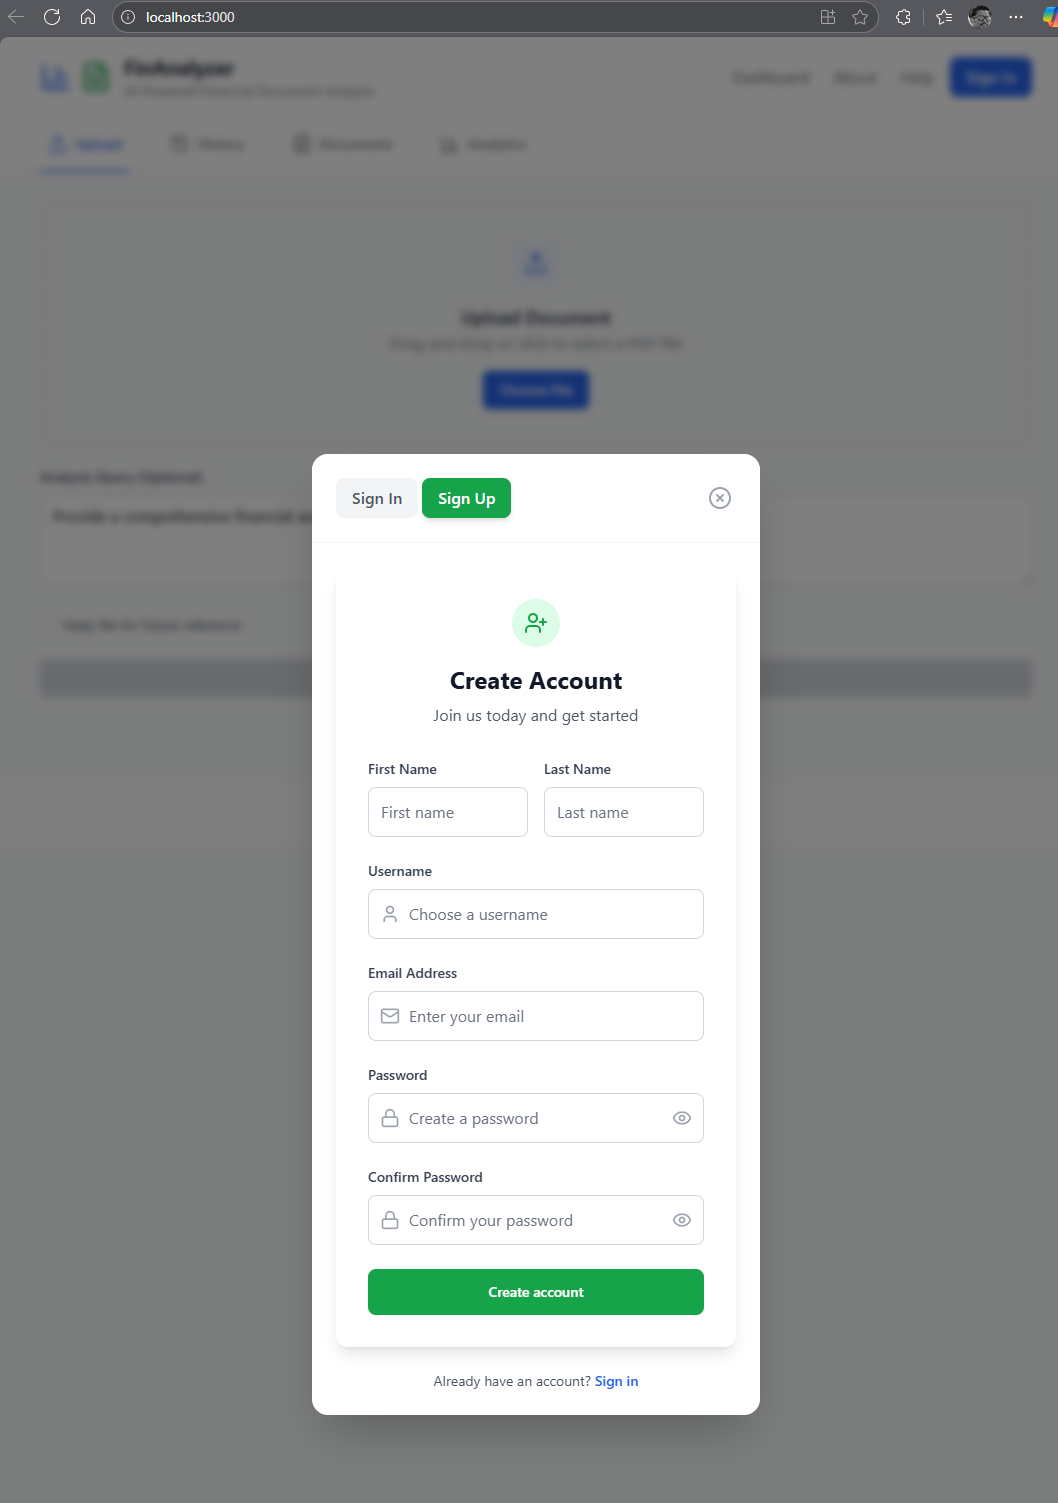 localhost:3000
FinAnalyzer
AI-Powered Financial Document Analysis
Dashboard About Help Sign In
Upload History Documents Analytics
Upload Document
Drag and drop or click to select a PDF file
Choose File
Analysis Query (Optional)
Provide a comprehensive financial
Keep file for future reference
Sign In Sign Up
Create Account
Join us today and get started
First Name Last Name
First name Last name
Username
Choose a username
Email Address
Enter your email
Password
Create a password
Confirm Password
Confirm your password
Create account
Already have an account? Sign in